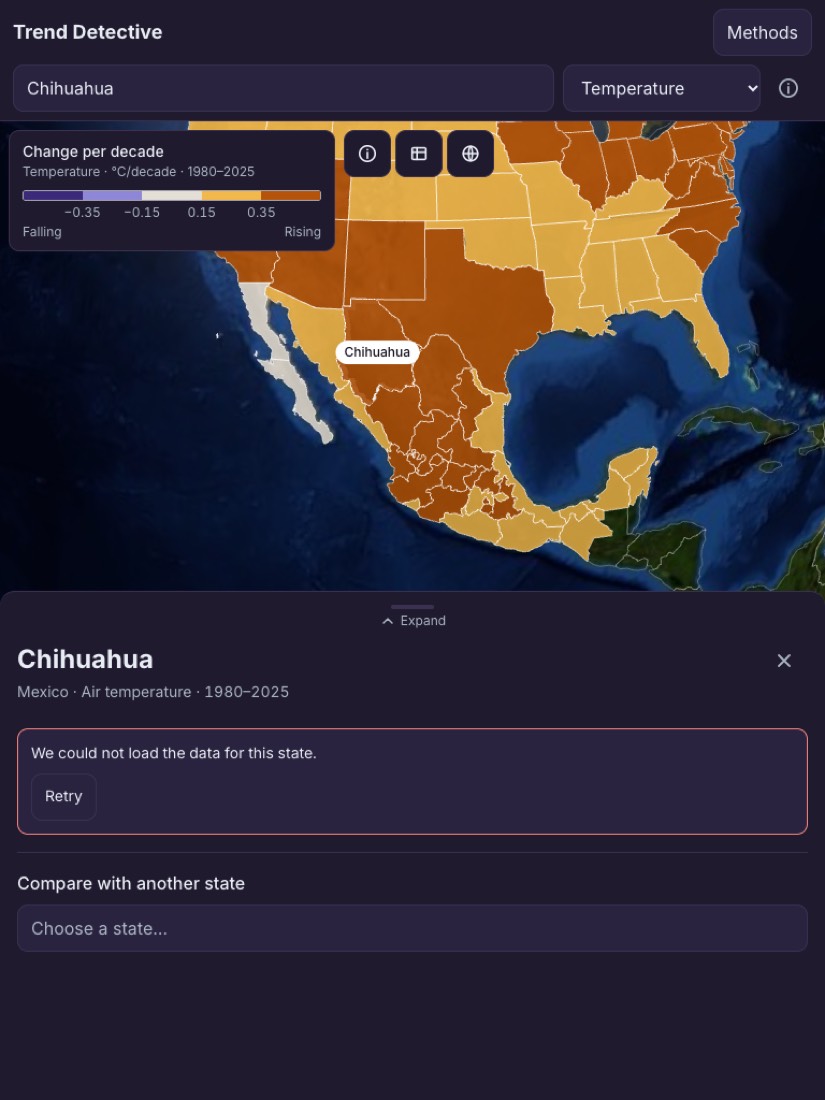 Trend Detective
Methods
Chihuahua
Temperature
Change per decade
Temperature · °C/decade · 1980–2025
−0.35 −0.15 0.15 0.35
Falling Rising
Chihuahua
Expand
Chihuahua
Mexico · Air temperature · 1980–2025
We could not load the data for this state.
Retry
Compare with another state
Choose a state...